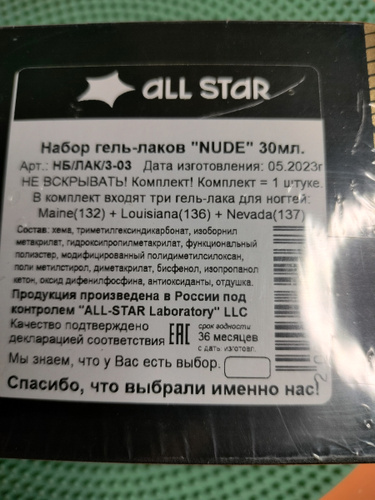 ALL STAR
Набор гель-лаков "NUDE" 30мл.
Арт.: НБ/ЛАК/3-03 Дата изготовления: 05.2023г
НЕ ВСКРЫВАТЬ! Комплект! Комплект = 1 штуке.
В комплект входят три гель-лака для ногтей:
Maine(132) + Louisiana(136) + Nevada(137)
Состав: хема, триметилгексиндикарбонат, изоборнил
метакрилат, гидроксипропилметакрилат, функциональный
полиэстер, модифицированный полидиметилсилоксан,
поли метилстирол, диметакрилат, бисфенол, изопропанол
кетон, оксид дифенилфосфина, антиоксиданты, отдушка.
Продукция произведена в России под
контролем "ALL-STAR Laboratory" LLC
Качество подтверждено
декларацией соответствия
EAC
срок годности
36 месяцев
с дать. изготовл.
Мы знаем, что у Вас есть выбор.
Спасибо, что выбрали именно нас!